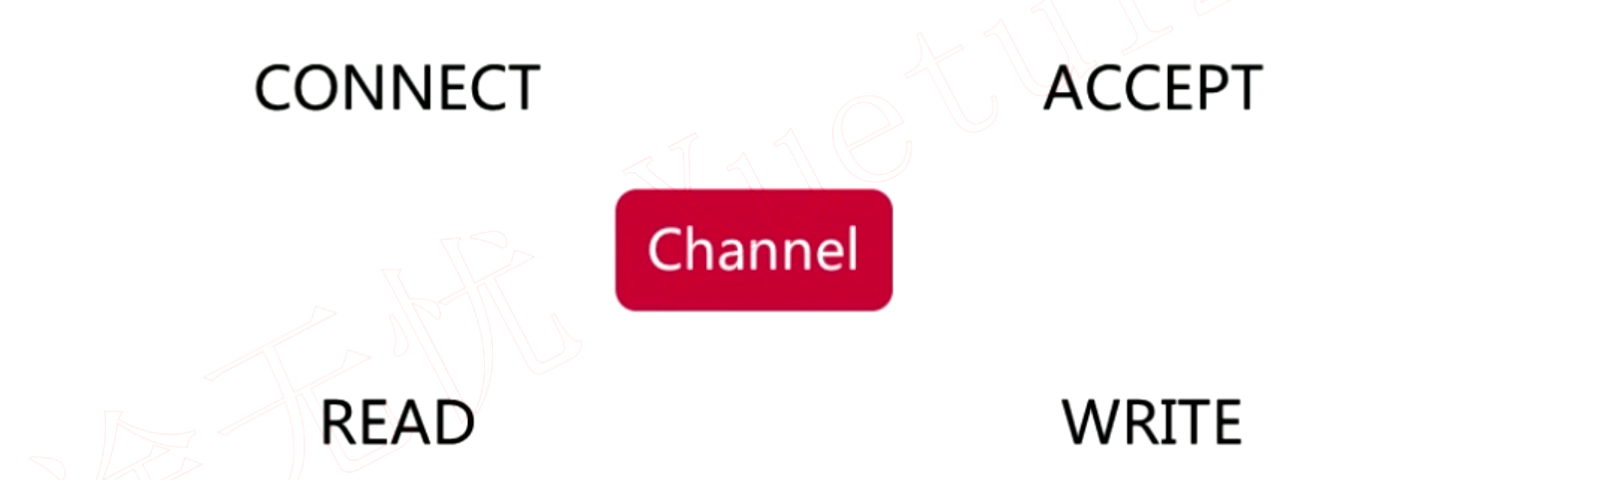 CONNECT
ACCEPT
Channel
READ
WRITE